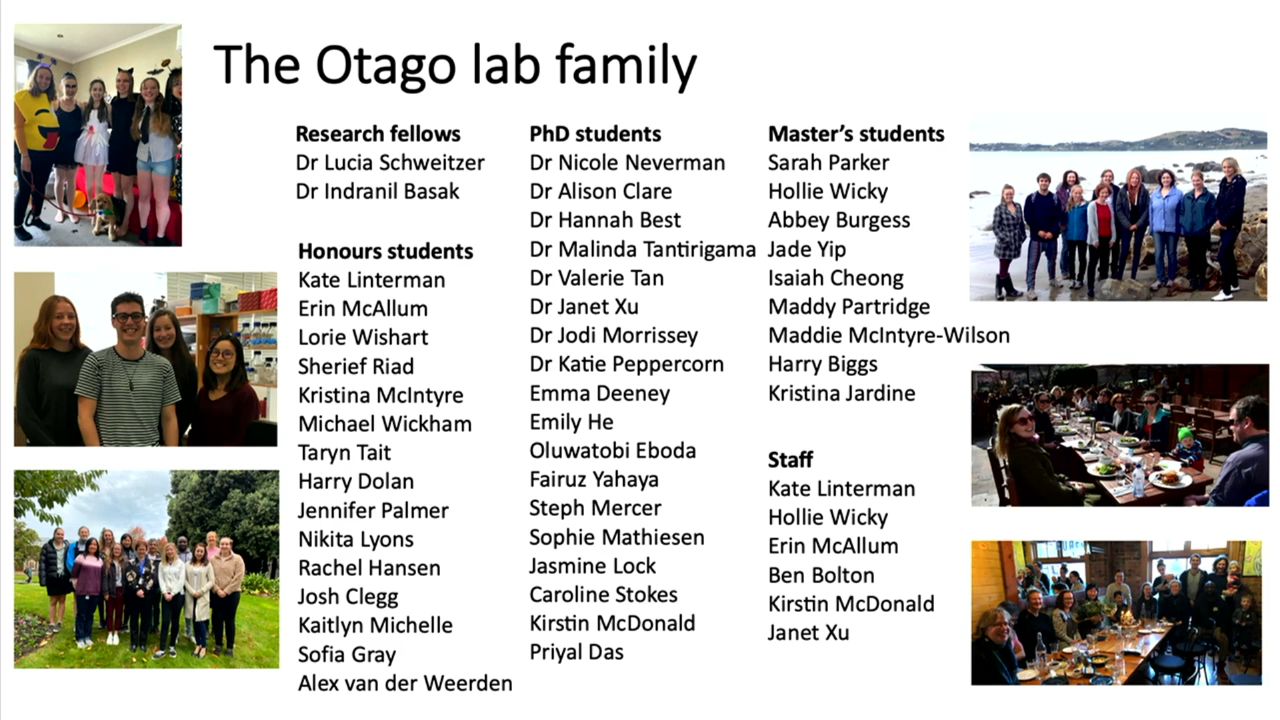 The Otago lab family
Research fellows
Dr Lucia Schweitzer
Dr Indranil Basak
Honours students
Kate Linterman
Erin McAllum
Lorie Wishart
Sherief Riad
Kristina McIntyre
Michael Wickham
Taryn Tait
Harry Dolan
Jennifer Palmer
Nikita Lyons
Rachel Hansen
Josh Clegg
Kaitlyn Michelle
Sofia Gray
Alex van der Weerden
PhD students
Dr Nicole Neverman
Dr Alison Clare
Dr Hannah Best
Dr Malinda Tantirigama
Dr Valerie Tan
Dr Janet Xu
Dr Jodi Morrissey
Dr Katie Peppercorn
Emma Deeney
Emily He
Oluwatobi Eboda
Fairuz Yahaya
Steph Mercer
Sophie Mathiesen
Jasmine Lock
Caroline Stokes
Kirstin McDonald
Priyal Das
Master’s students
Sarah Parker
Hollie Wicky
Abbey Burgess
Jade Yip
Isaiah Cheong
Maddy Partridge
Maddie McIntyre-Wilson
Harry Biggs
Kristina Jardine
Staff
Kate Linterman
Hollie Wicky
Erin McAllum
Ben Bolton
Kirstin McDonald
Janet Xu